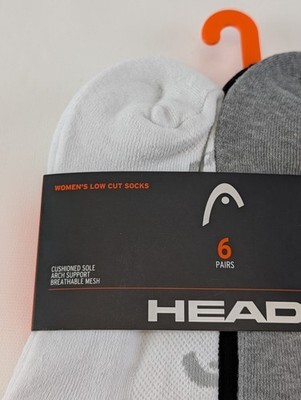 WOMEN'S LOW CUT SOCKS
6
PAIRS
CUSHIONED SOLE
ARCH SUPPORT
BREATHABLE MESH
HEAD